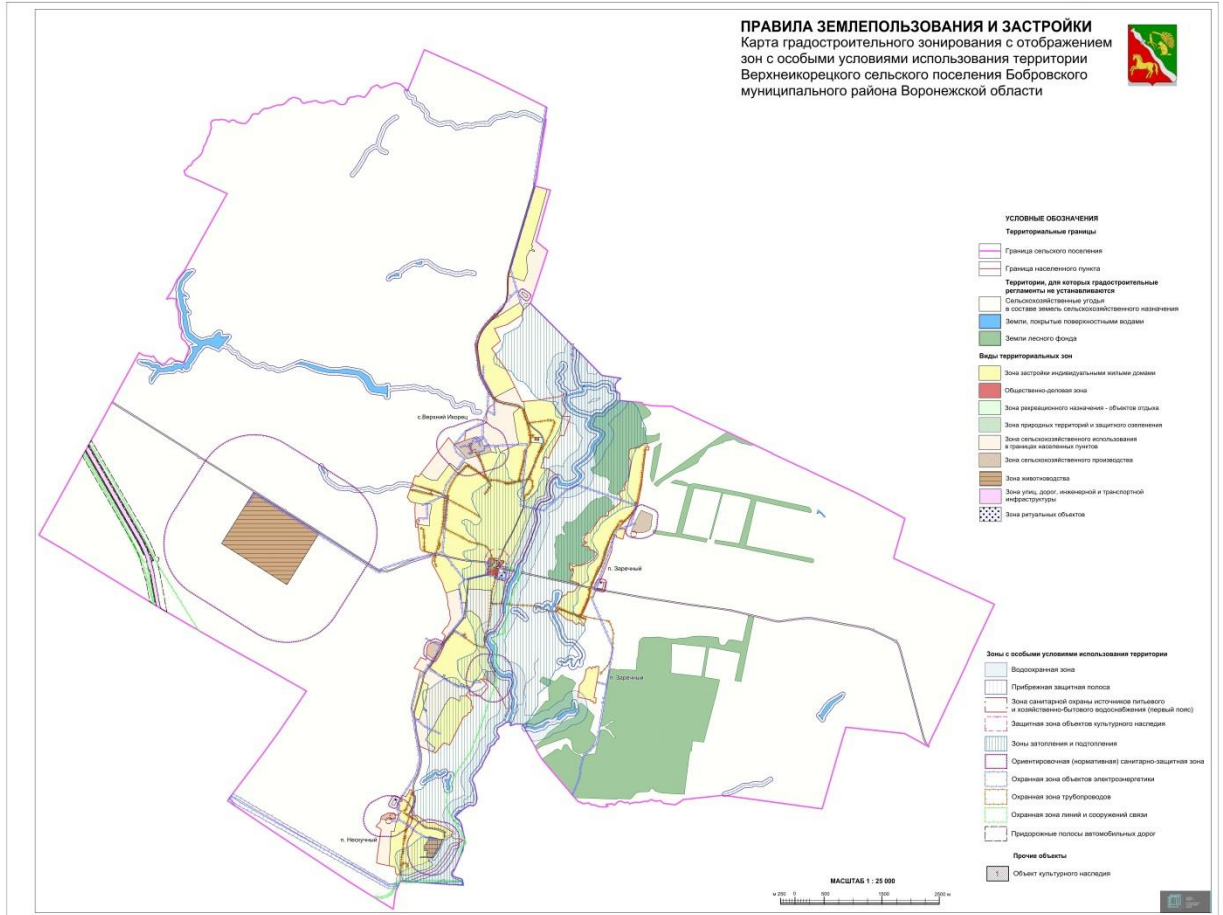 ПРАВИЛА ЗЕМЛЕПОЛЬЗОВАНИЯ И ЗАСТРОЙКИ
Карта градостроительного зонирования с отображением
зон с особыми условиями использования территории
Верхнеикорецкого сельского поселения Бобровского
муниципального района Воронежской области
УСЛОВНЫЕ ОБОЗНАЧЕНИЯ
Территориальные границы
Граница сельского поселения
Граница населенного пункта
Территории, для которых градостроительные
регламенты не устанавливаются
Сельскохозяйственные угодья
в составе земель сельскохозяйственного назначения
Земли, покрытые поверхностными водами
Земли лесного фонда
Виды территориальных зон
Зона застройки индивидуальными жилыми домами
Общественно-деловая зона
Зона рекреационного назначения - объектов отдыха
Зона природных территорий и защитного озеленения
Зона сельскохозяйственного использования
в границах населенных пунктов
Зона сельскохозяйственного производства
Зона животноводства
Зона улиц, дорог, инженерной и транспортной
инфраструктуры
Зона ритуальных объектов
с.Верхний Икорец
п. Заречный
п. Заречный
п. Нескучный
Зоны с особыми условиями использования территории
Водоохранная зона
Прибрежная защитная полоса
Зона санитарной охраны источников питьевого
и хозяйственно-бытового водоснабжения (первый пояс)
Защитная зона объектов культурного наследия
Зоны затопления и подтопления
Ориентировочная (нормативная) санитарно-защитная зона
Охранная зона объектов электроэнергетики
Охранная зона трубопроводов
Охранная зона линий и сооружений связи
Придорожные полосы автомобильных дорог
Прочие объекты
1 Объект культурного наследия
МАСШТАБ 1 : 25 000
м 250 0 500 1500 2500 м